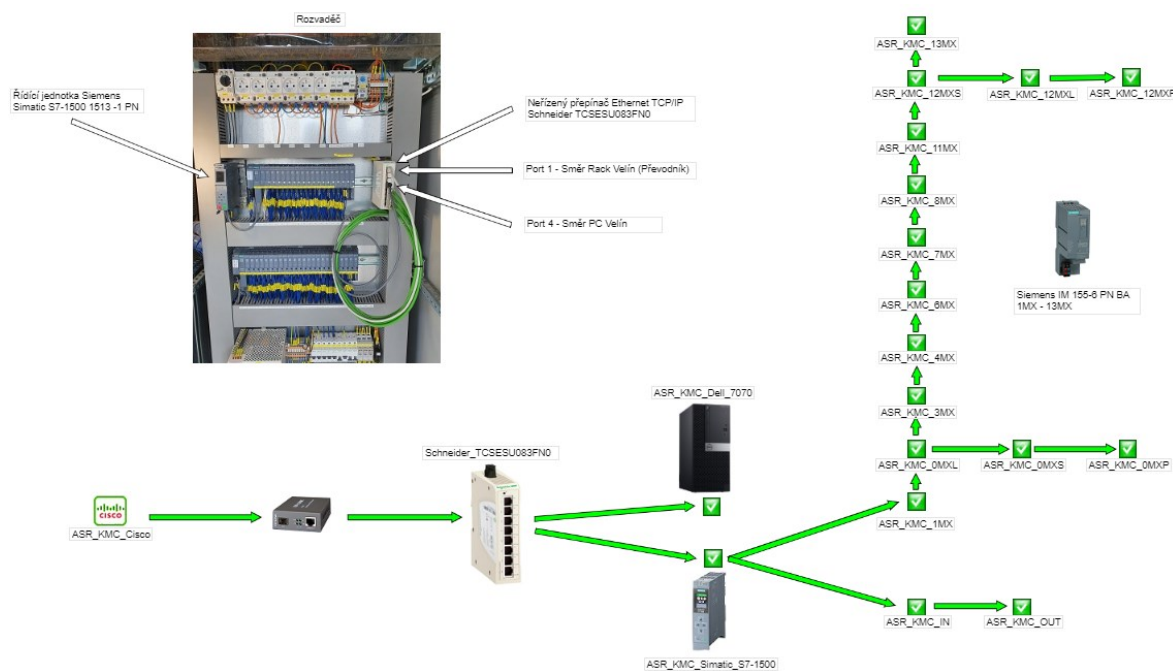 Rozvaděč
Řídící jednotka Siemens
Simatic S7-1500 1513 -1 PN
Neřízený přepínač Ethernet TCP/IP
Schneider TCSESU083FN0
Port 1 - Směr Rack Velín (Převodník)
Port 4 - Směr PC Velín
ASR_KMC_13MX
ASR_KMC_12MXS
ASR_KMC_12MXL
ASR_KMC_12MXP
ASR_KMC_11MX
ASR_KMC_8MX
ASR_KMC_7MX
ASR_KMC_6MX
Siemens IM 155-6 PN BA
1MX - 13MX
ASR_KMC_4MX
ASR_KMC_3MX
ASR_KMC_Dell_7070
Schneider_TCSESU083FN0
ASR_KMC_0MXL
ASR_KMC_0MXS
ASR_KMC_0MXP
CISCO
ASR_KMC_Cisco
ASR_KMC_1MX
ASR_KMC_IN
ASR_KMC_OUT
ASR_KMC_Simatic_S7-1500